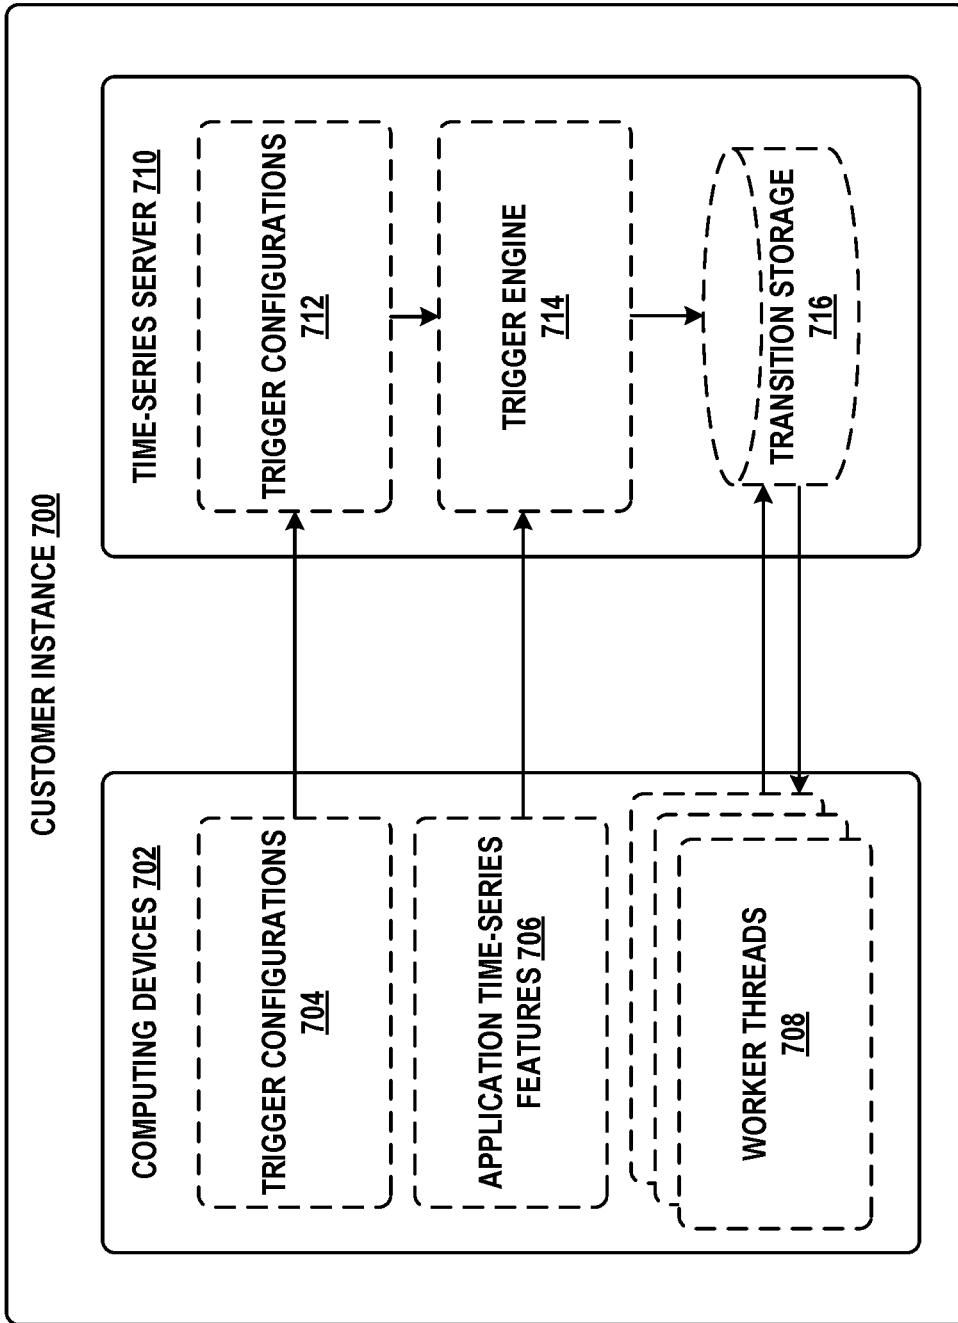 CUSTOMER INSTANCE 700
COMPUTING DEVICES 702
TRIGGER CONFIGURATIONS
704
APPLICATION TIME-SERIES
FEATURES 706
WORKER THREADS
708
TIME-SERIES SERVER 710
TRIGGER CONFIGURATIONS
712
TRIGGER ENGINE
714
TRANSITION STORAGE
716